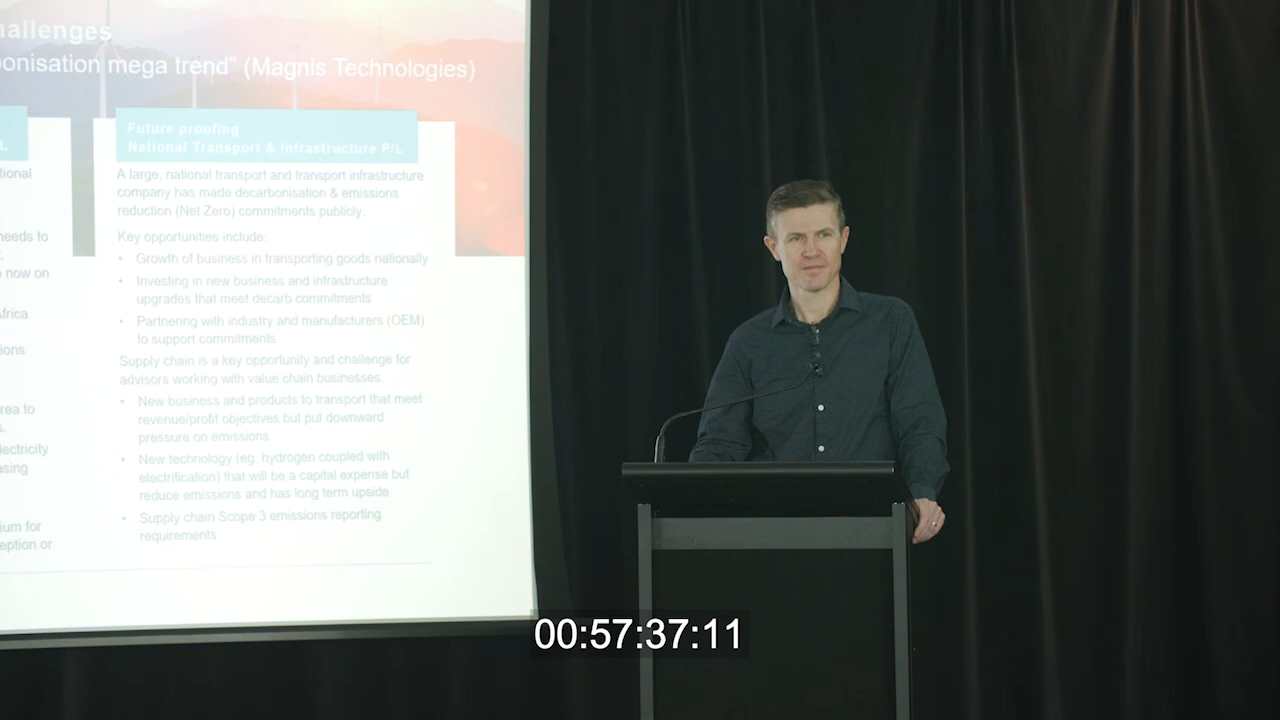 hallenges
onisation mega trend” (Magnis Technologies)
L
tional
needs to
now on
frica
ions
rea to
s.
lectricity
asing
ium for
eption or
Future proofing
National Transport & Infrastructure P/L
A large, national transport and transport infrastructure
company has made decarbonisation & emissions
reduction (Net Zero) commitments publicly.
Key opportunities include:
• Growth of business in transporting goods nationally
• Investing in new business and infrastructure
upgrades that meet decarb commitments
• Partnering with industry and manufacturers (OEM)
to support commitments
Supply chain is a key opportunity and challenge for
advisors working with value chain businesses.
• New business and products to transport that meet
revenue/profit objectives but put downward
pressure on emissions
• New technology (eg. hydrogen coupled with
electrification) that will be a capital expense but
reduce emissions and has long term upside
• Supply chain Scope 3 emissions reporting
requirements
00:57:37:11